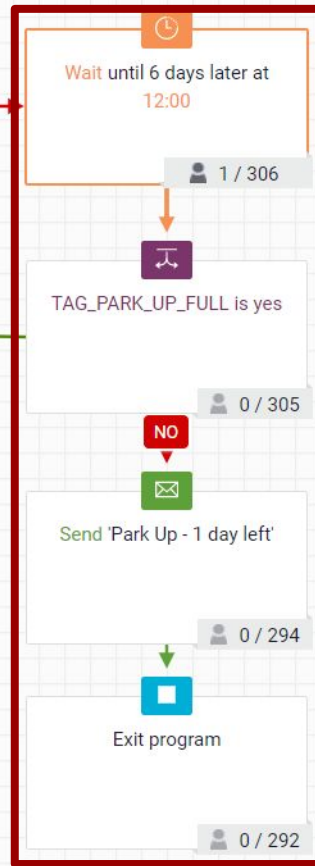 Wait until 6 days later at
12:00
1 / 306
TAG_PARK_UP_FULL is yes
0 / 305
NO
Send 'Park Up - 1 day left'
0 / 294
Exit program
0 / 292